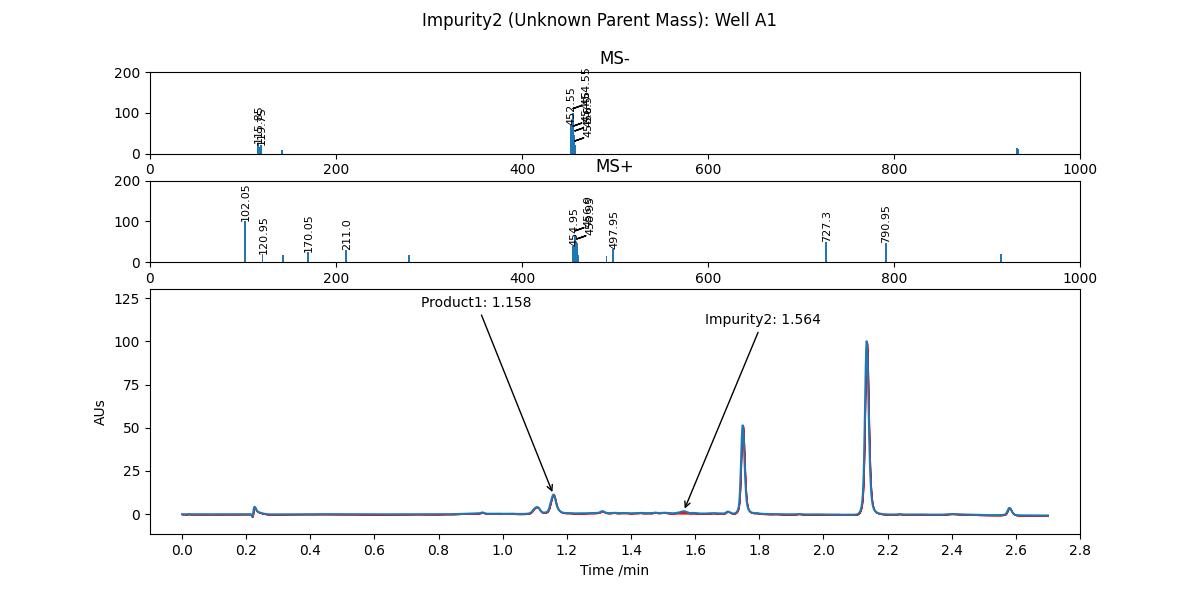 Impurity2 (Unknown Parent Mass): Well A1
MS-
200
100
0
115.85
119.75
452.55
454.55
0 200 400 600 800 1000
MS+
200
100
0
102.05
120.95
170.05
211.0
454.95
497.95
727.3
790.95
0 200 400 600 800 1000
Product1: 1.158
Impurity2: 1.564
125
100
75
50
25
0
AUs
0.0 0.2 0.4 0.6 0.8 1.0 1.2 1.4 1.6 1.8 2.0 2.2 2.4 2.6 2.8
Time /min